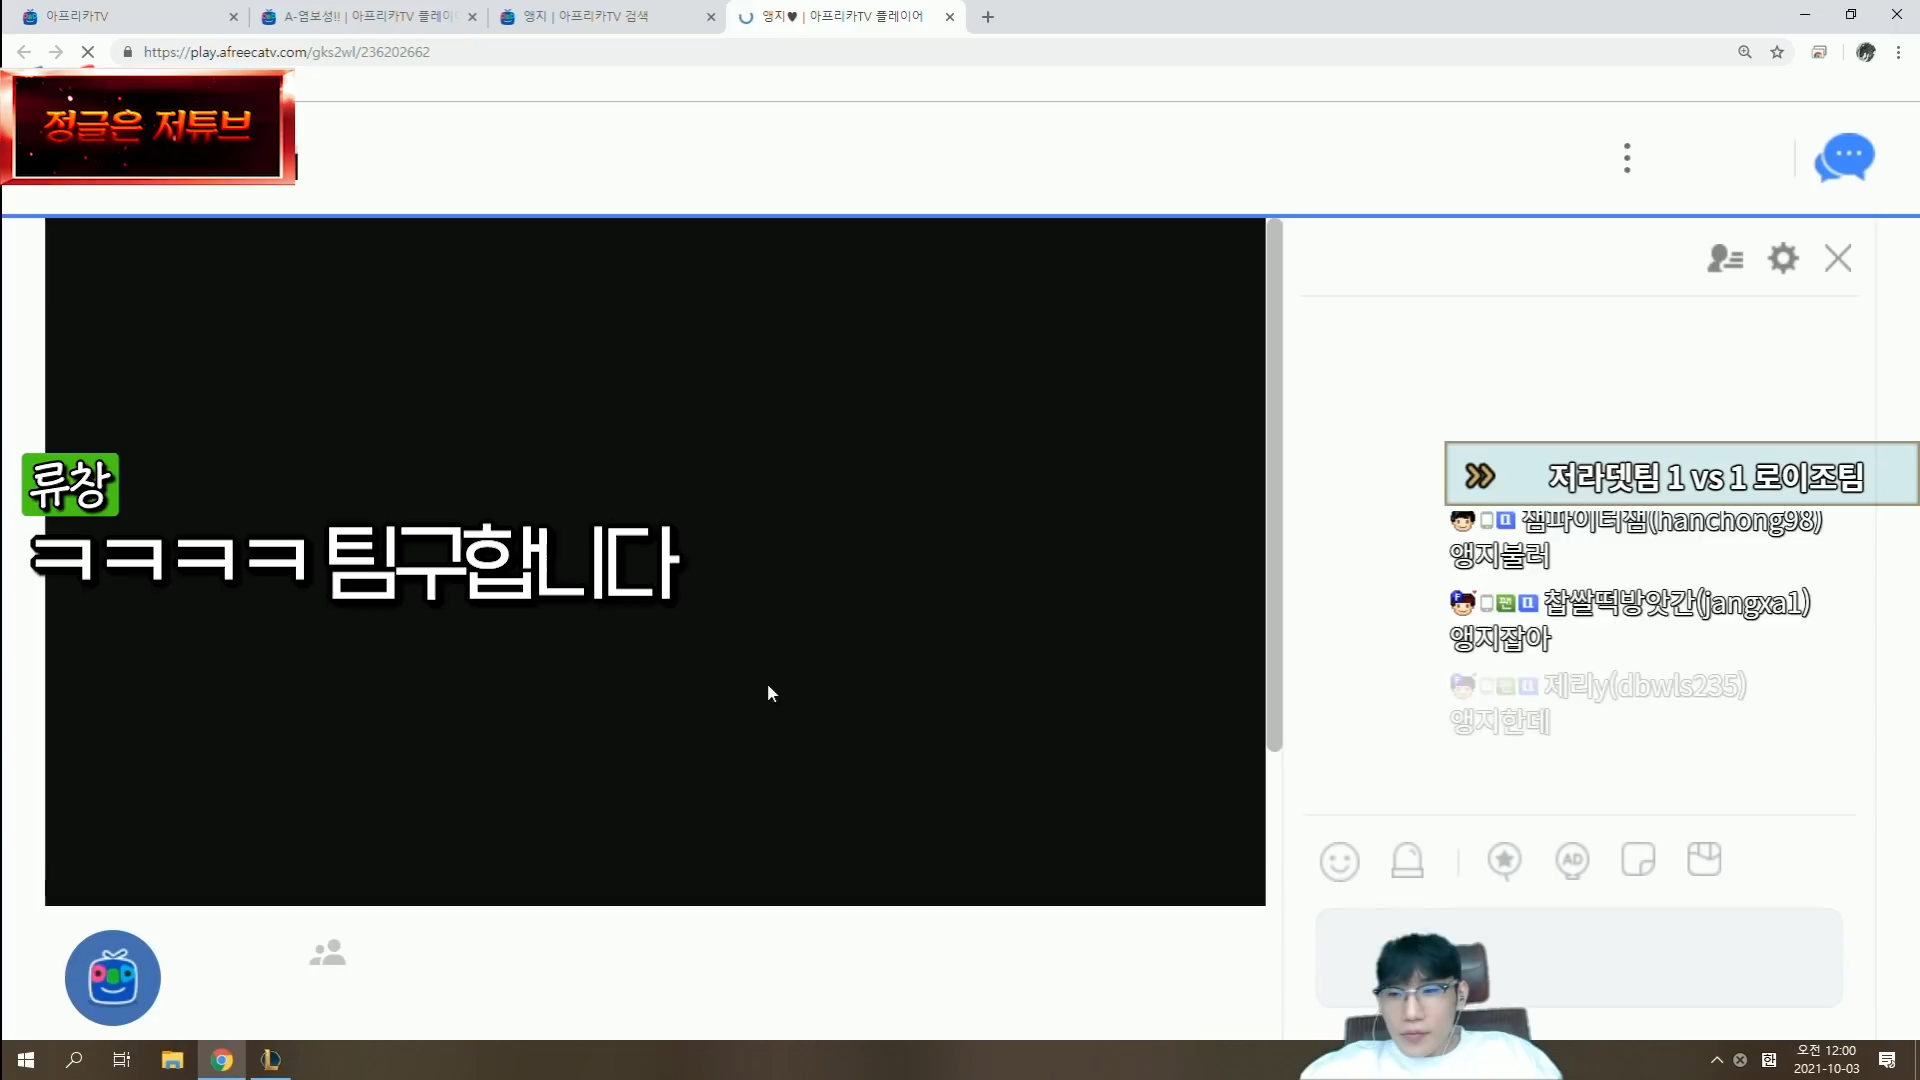 아프리카TV
A-염보성!! | 아프리카TV 플레이어
앵지 | 아프리카TV 검색
앵지♥ | 아프리카TV 플레이어
https://play.afreecatv.com/gks2wl/236202662
정글은 저튜브
류창
ㅋㅋㅋㅋ 팀구합니다
저라뎃팀 1 vs 1 로이조팀
잼파이터잼(hanchong98)
앵지불러
찹쌀떡방앗간(jangxa1)
앵지잡아
제리y(dbwls235)
앵지한데
AD
한
오전 12:00
2021-10-03